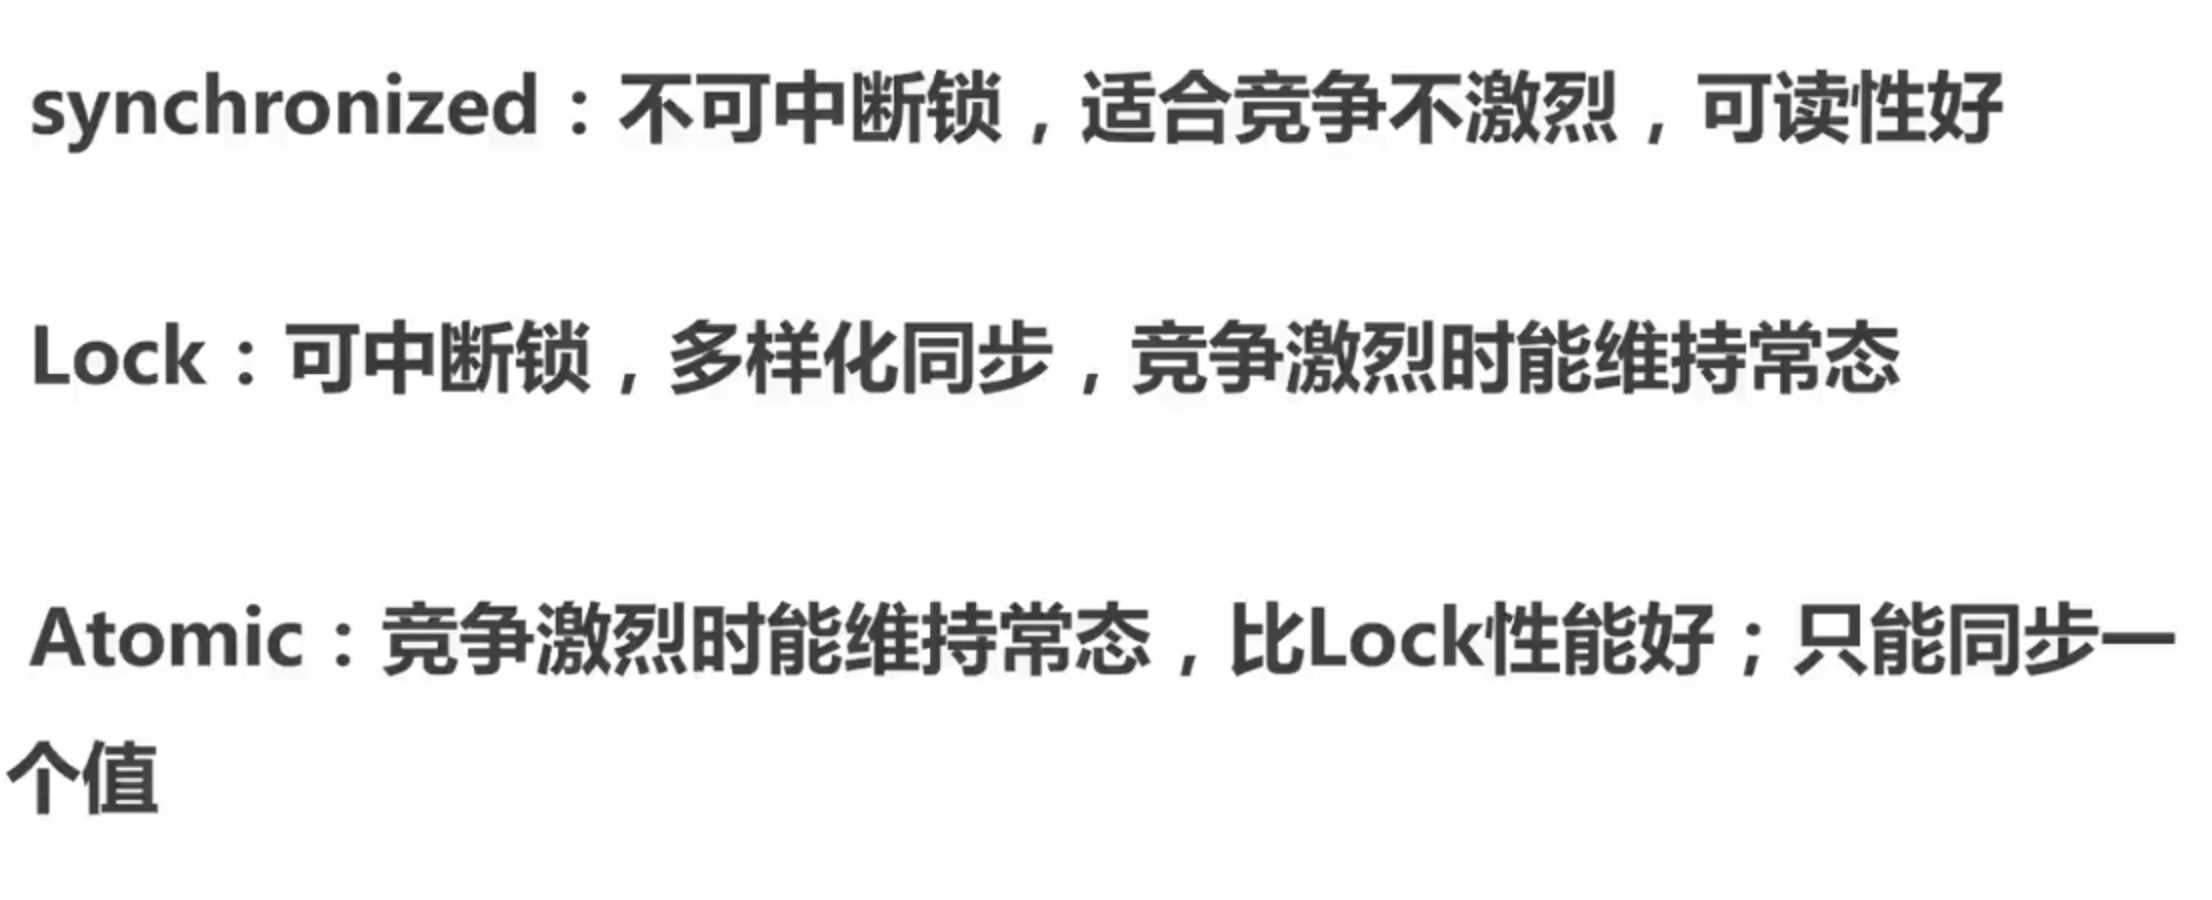 synchronized：不可中断锁，适合竞争不激烈，可读性好
Lock：可中断锁，多样化同步，竞争激烈时能维持常态
Atomic：竞争激烈时能维持常态，比Lock性能好；只能同步一
个值